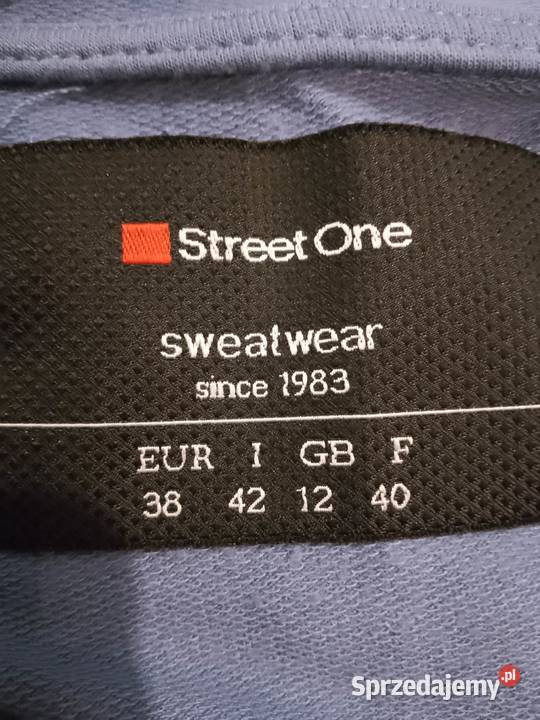 Street One
sweatwear
since 1983
EUR I GB F
38 42 12 40
Sprzedajemy.pl